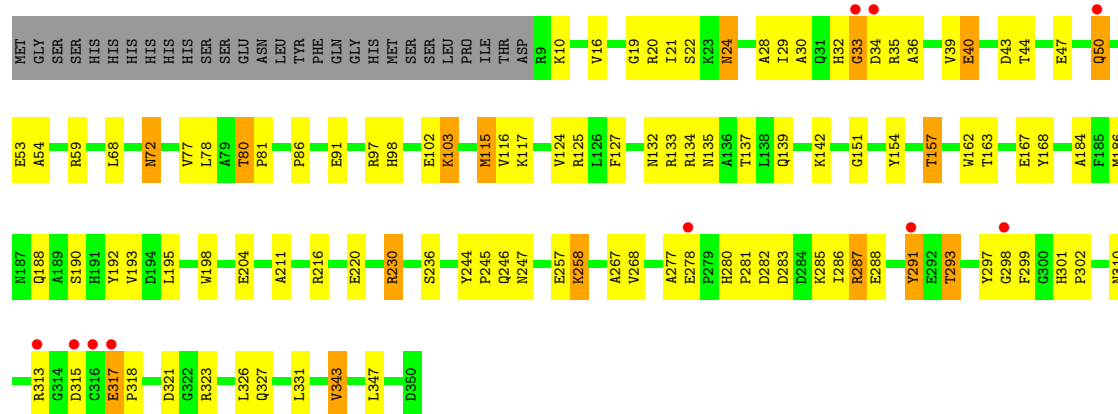 MET GLY SER SER HIS HIS HIS HIS HIS HIS SER SER GLU ASN LEU TYR PHE GLN GLY HIS MET SER SER LEU PRO ILE THR ASP R9 K10 V16 G19 R20 I21 S22 K23 N24 A28 I29 A30 Q31 H32 G33 D34 R35 A36 V39 E40 D43 T44 E47 Q50
E53 A54 R59 L68 N72 V77 L78 A79 T80 P81 P86 E91 R97 H98 E102 K103 M115 V116 K117 V124 R125 L126 F127 N132 R133 R134 N135 A136 T137 L138 Q139 K142 G151 Y154 T157 W162 T163 E167 Y168 A184 F185 M186
N187 Q188 A189 S190 H191 Y192 V193 D194 L195 W198 E204 A211 R216 E220 R230 S236 Y244 P245 Q246 N247 E257 K258 A267 V268 A277 E278 P279 H280 P281 D282 D283 D284 K285 I286 R287 E288 Y291 E292 T293 Y297 G298 F299 G300 H301 P302 N310
R313 G314 D315 C316 E317 P318 D321 G322 R323 L326 Q327 L331 V343 L347 D350